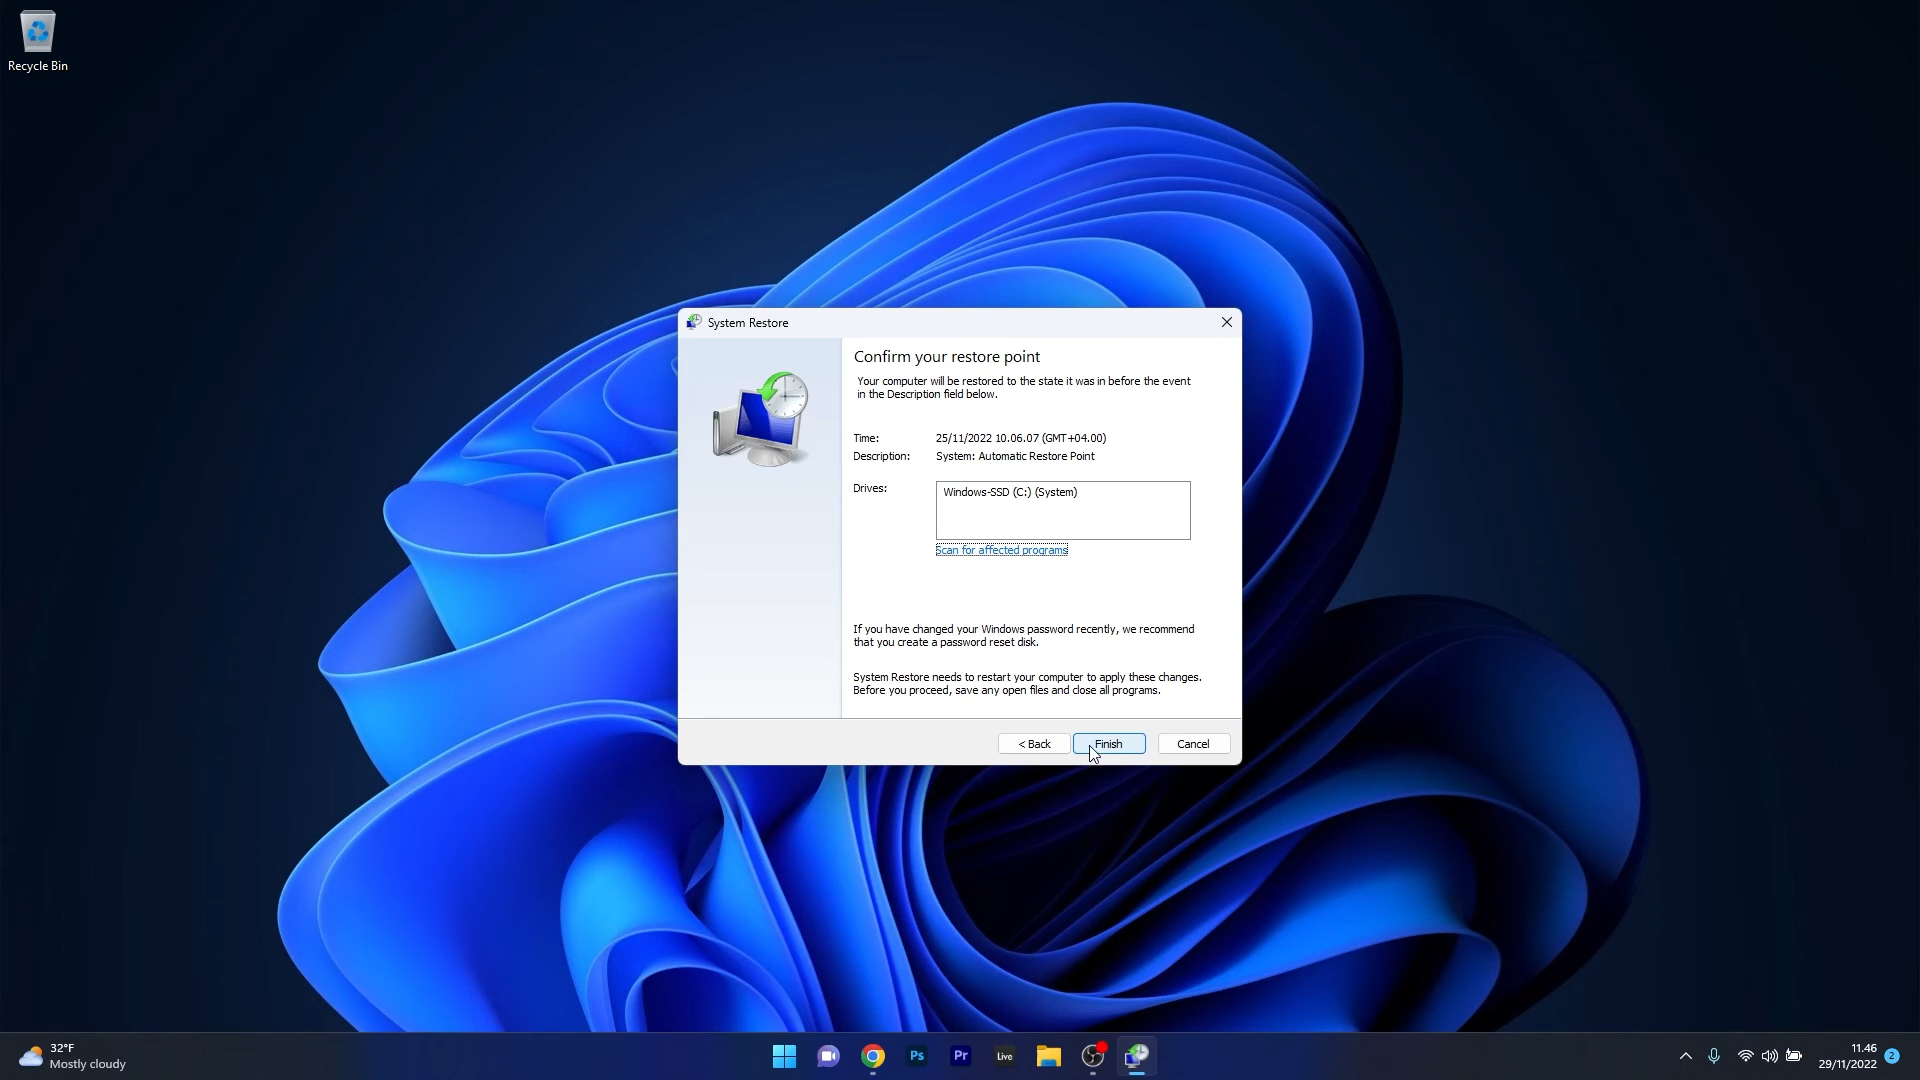 Recycle Bin
System Restore
Confirm your restore point
Your computer will be restored to the state it was in before the event
in the Description field below.
Time: 25/11/2022 10.06.07 (GMT+04.00)
Description: System: Automatic Restore Point
Drives: Windows-SSD (C:) (System)
Scan for affected programs
If you have changed your Windows password recently, we recommend
that you create a password reset disk.
System Restore needs to restart your computer to apply these changes.
Before you proceed, save any open files and close all programs.
< Back Finish Cancel
32°F
Mostly cloudy
Ps Pr Live
11.46
29/11/2022 2